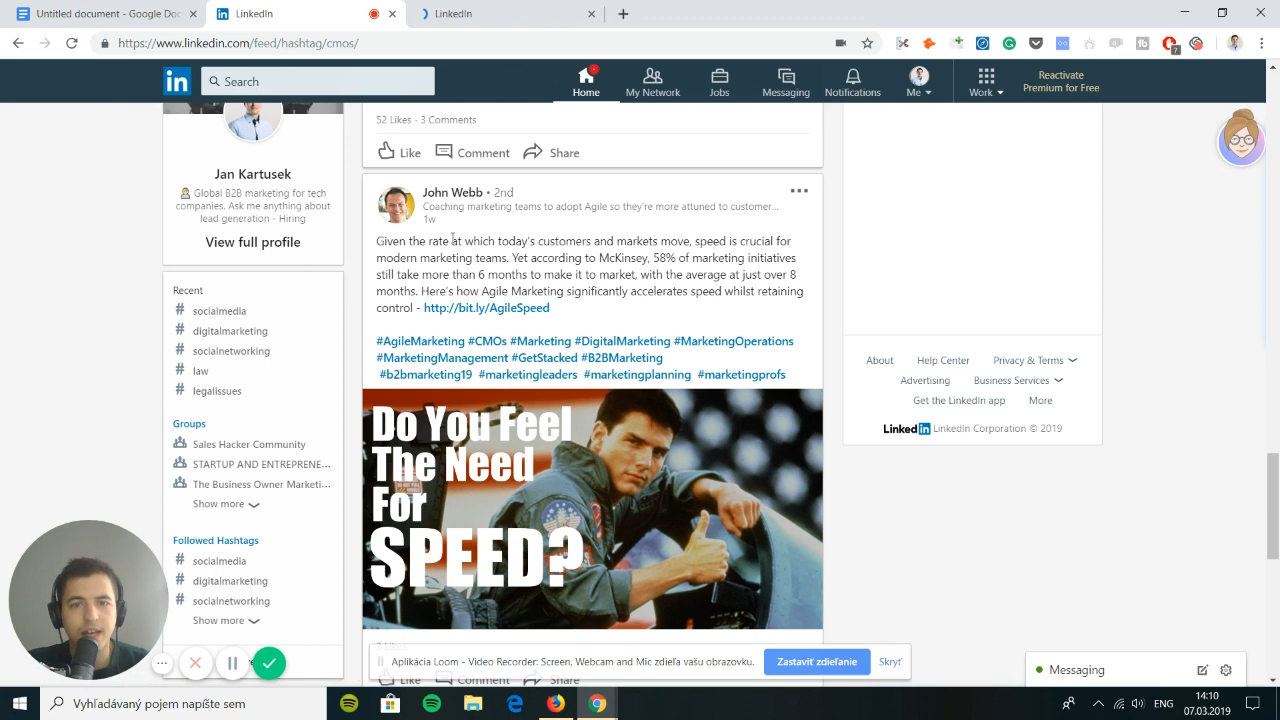 Untitled document - Google Doc
LinkedIn
LinkedIn
https://www.linkedin.com/feed/hashtag/cmos/
7
in
Search
Home
My Network
Jobs
Messaging
Notifications
Me
Work
Reactivate
Premium for Free
Jan Kartusek
Global B2B marketing for tech
companies. Ask me anything about
lead generation - Hiring
View full profile
Recent
# socialmedia
# digitalmarketing
# socialnetworking
# law
# legalissues
Groups
Sales Hacker Community
STARTUP AND ENTREPRENE...
The Business Owner Marketi...
Show more
Followed Hashtags
# socialmedia
# digitalmarketing
# socialnetworking
Show more
52 Likes · 3 Comments
Like Comment Share
John Webb • 2nd
Coaching marketing teams to adopt Agile so they're more attuned to customer...
1w
Given the rate at which today's customers and markets move, speed is crucial for
modern marketing teams. Yet according to McKinsey, 58% of marketing initiatives
still take more than 6 months to make it to market, with the average at just over 8
months. Here's how Agile Marketing significantly accelerates speed whilst retaining
control - http://bit.ly/AgileSpeed
#AgileMarketing #CMOs #Marketing #DigitalMarketing #MarketingOperations
#MarketingManagement #GetStacked #B2BMarketing
#b2bmarketing19 #marketingleaders #marketingplanning #marketingprofs
Do You Feel
The Need
For
SPEED?
Like Comment Share
About Help Center Privacy & Terms
Advertising Business Services
Get the LinkedIn app More
LinkedIn LinkedIn Corporation © 2019
Aplikácia Loom - Video Recorder: Screen, Webcam and Mic zdieľa vašu obrazovku.
Zastaviť zdieľanie
Skryť
Messaging
Vyhľadávaný pojem napíšte sem
ENG
14:10
07.03.2019